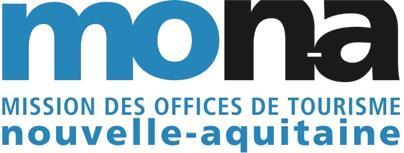 mona
MISSION DES OFFICES DE TOURISME
nouvelle-aquitaine